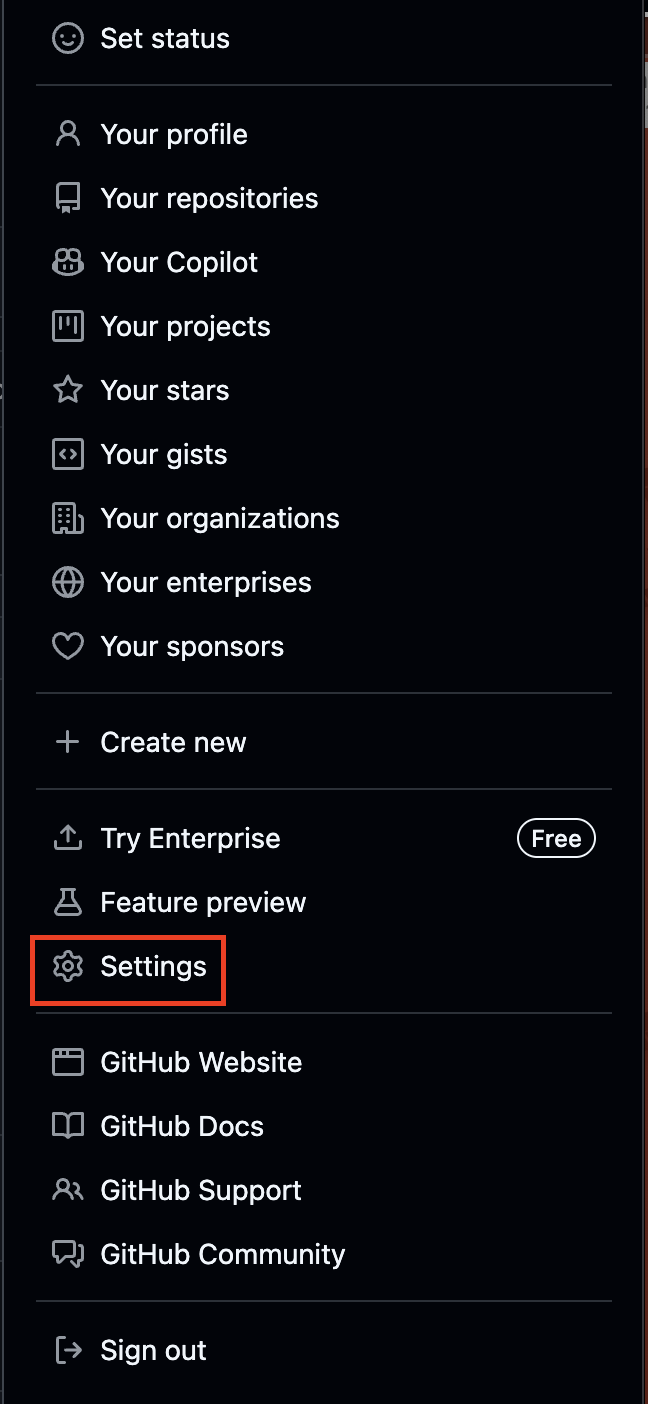 Set status
Your profile
Your repositories
Your Copilot
Your projects
Your stars
Your gists
Your organizations
Your enterprises
Your sponsors
Create new
Try Enterprise Free
Feature preview
Settings
GitHub Website
GitHub Docs
GitHub Support
GitHub Community
Sign out